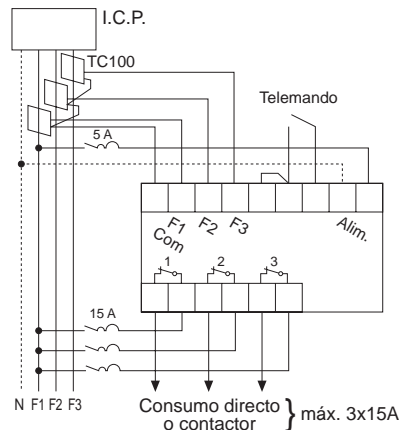 I.C.P.
TC100
Telemando
5 A
F1
Com
F2
F3
Alim.
1
2
3
15 A
N F1 F2 F3
Consumo directo
o contactor
} máx. 3x15A